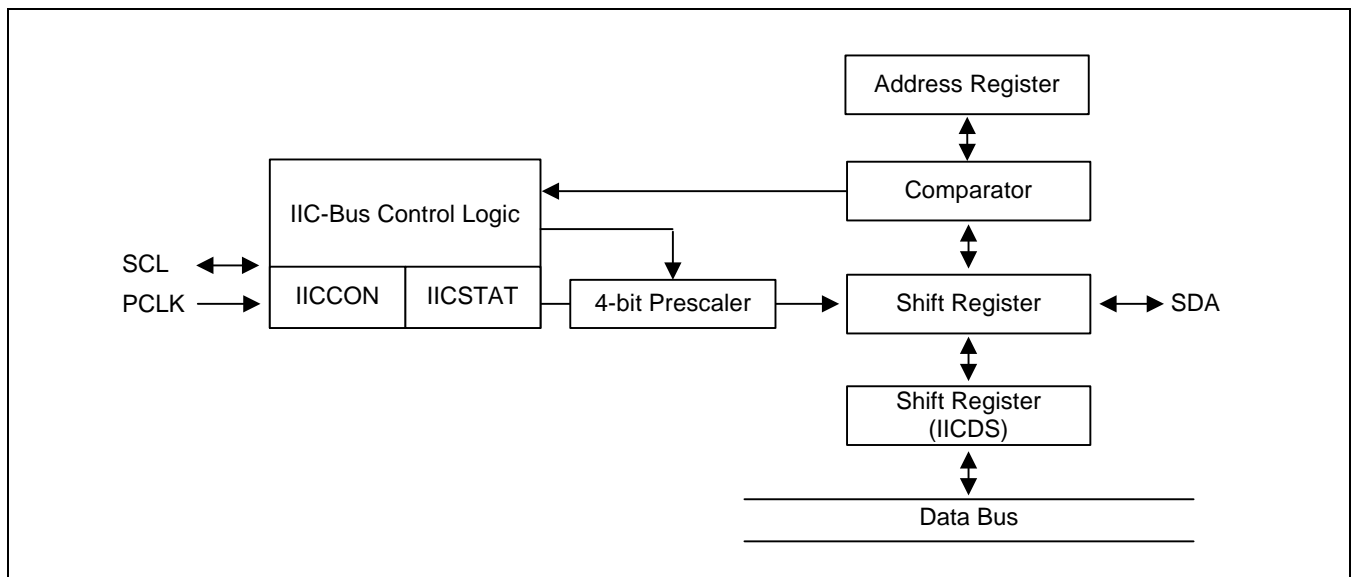 Address Register
Comparator
IIC-Bus Control Logic
SCL
IICCON
IICSTAT
4-bit Prescaler
Shift Register
SDA
PCLK
Shift Register
(IICDS)
Data Bus